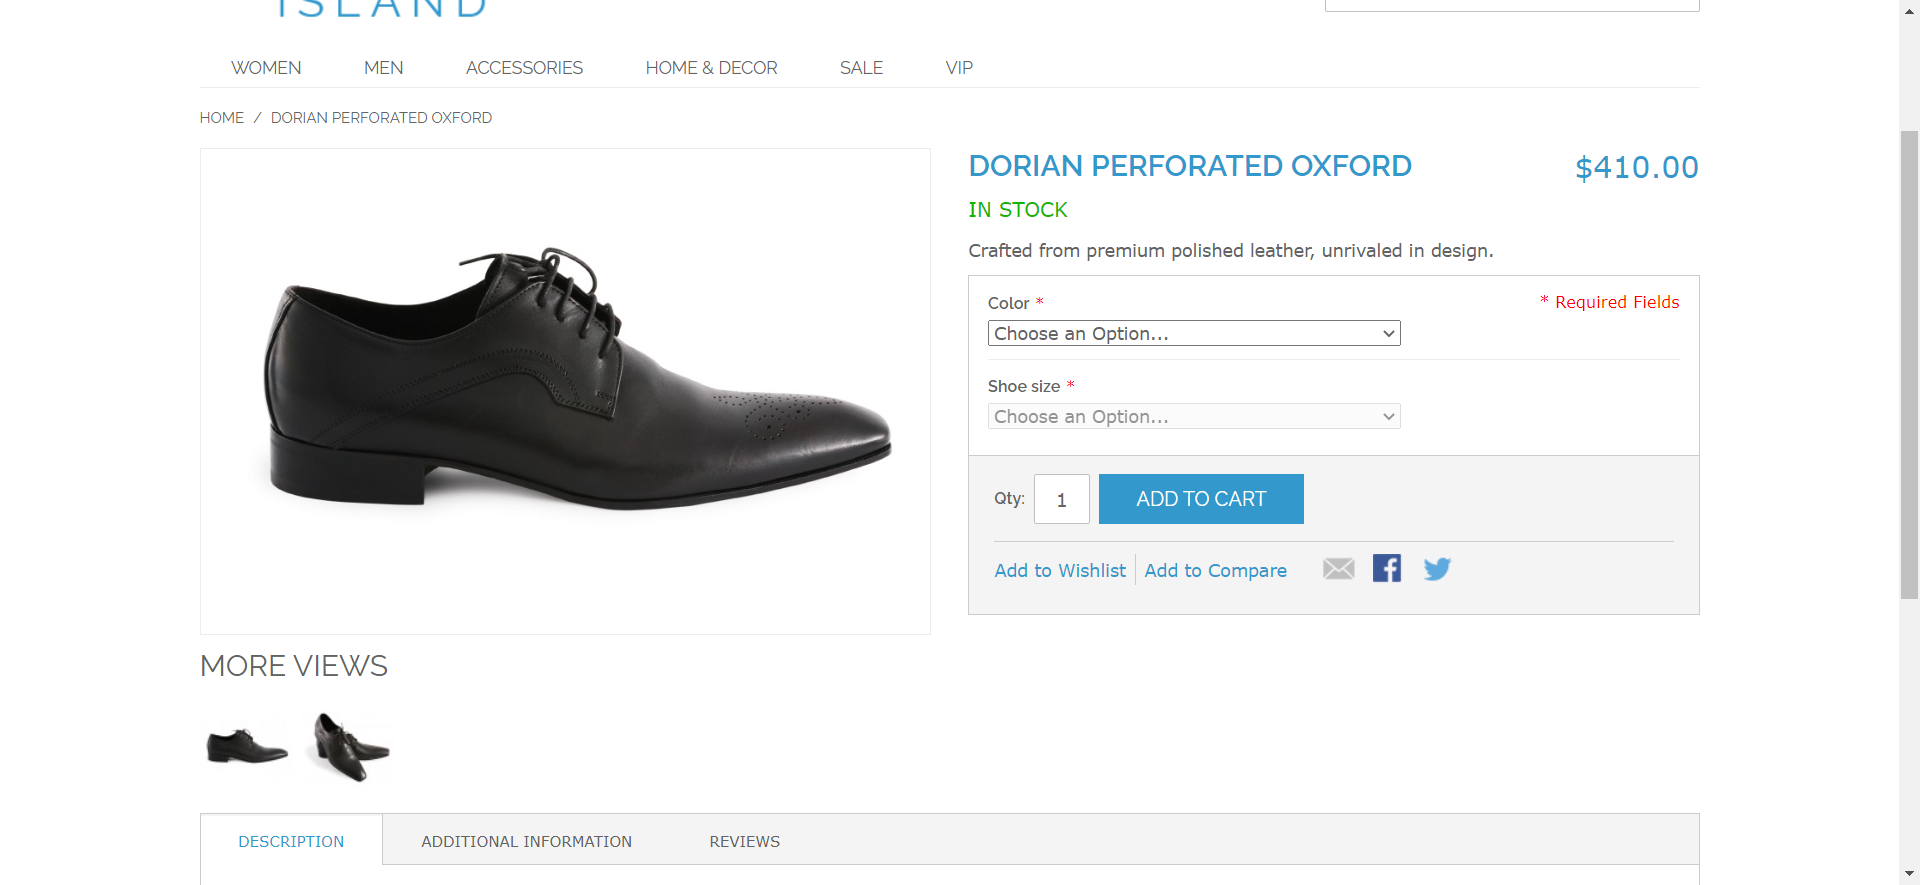 ISLAND
WOMEN MEN ACCESSORIES HOME & DECOR SALE VIP
HOME / DORIAN PERFORATED OXFORD
DORIAN PERFORATED OXFORD $410.00
IN STOCK
Crafted from premium polished leather, unrivaled in design.
Color * * Required Fields
Choose an Option...
Shoe size *
Choose an Option...
Qty: 1 ADD TO CART
Add to Wishlist Add to Compare
MORE VIEWS
DESCRIPTION ADDITIONAL INFORMATION REVIEWS